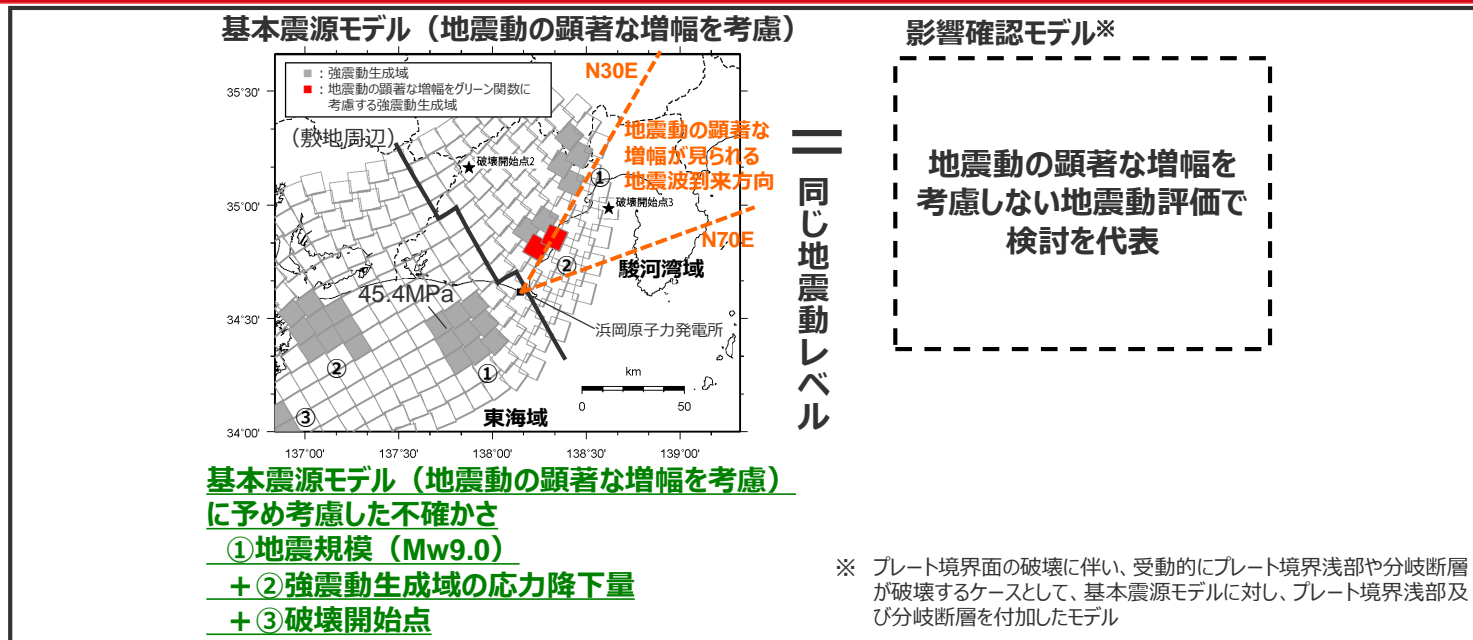 基本震源モデル（地震動の顕著な増幅を考慮）
■：強震動生成域
■：地震動の顕著な増幅をグリーン関数に
考慮する強震動生成域
（敷地周辺）
N30E
地震動の顕著な
増幅が見られる
地震波到来方向
N70E
★破壊開始点2
★破壊開始点3
①
②
駿河湾域
45.4MPa
浜岡原子力発電所
②
①
③
東海域
km
0 50
35°30'
35°00'
34°30'
34°00'
137°00' 137°30' 138°00' 138°30' 139°00'
＝同じ地震動レベル
影響確認モデル※
地震動の顕著な増幅を
考慮しない地震動評価で
検討を代表
基本震源モデル（地震動の顕著な増幅を考慮）
に予め考慮した不確かさ
①地震規模（Mw9.0）
＋②強震動生成域の応力降下量
＋③破壊開始点
※ プレート境界面の破壊に伴い、受動的にプレート境界浅部や分岐断層
が破壊するケースとして、基本震源モデルに対し、プレート境界浅部及
び分岐断層を付加したモデル